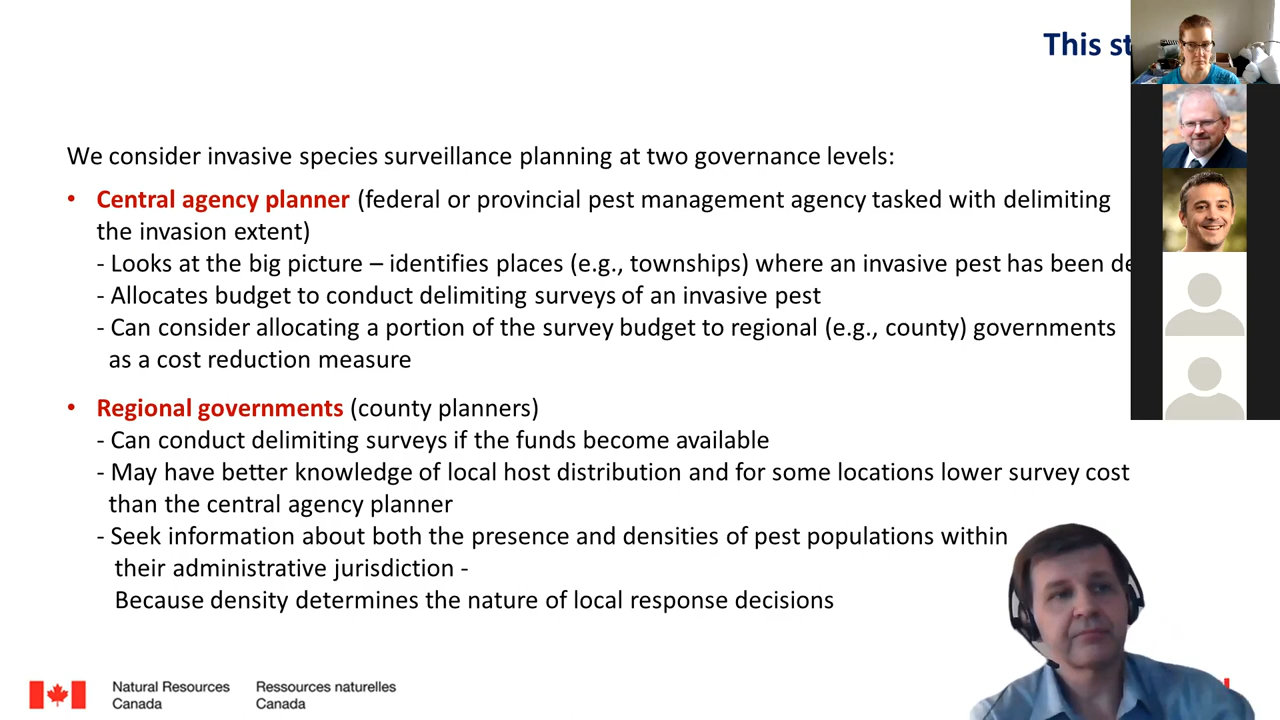 This st
We consider invasive species surveillance planning at two governance levels:
• Central agency planner (federal or provincial pest management agency tasked with delimiting
the invasion extent)
- Looks at the big picture – identifies places (e.g., townships) where an invasive pest has been de
- Allocates budget to conduct delimiting surveys of an invasive pest
- Can consider allocating a portion of the survey budget to regional (e.g., county) governments
as a cost reduction measure
• Regional governments (county planners)
- Can conduct delimiting surveys if the funds become available
- May have better knowledge of local host distribution and for some locations lower survey cost
than the central agency planner
- Seek information about both the presence and densities of pest populations within
their administrative jurisdiction -
Because density determines the nature of local response decisions
Natural Resources Ressources naturelles
Canada Canada